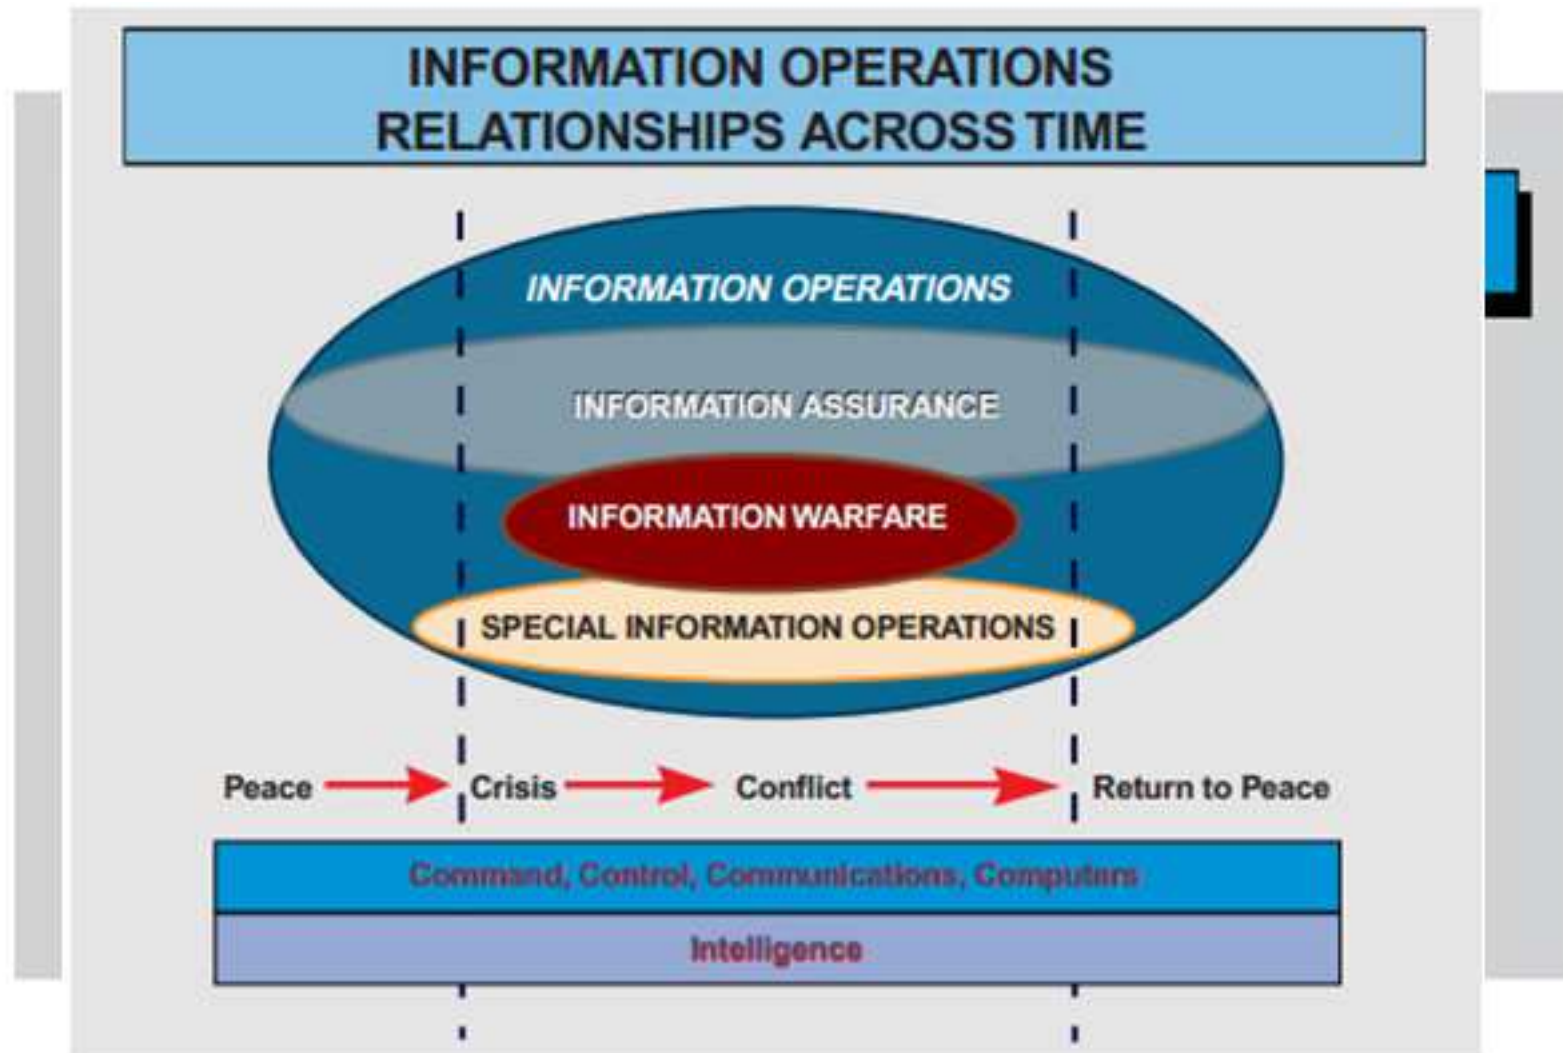 INFORMATION OPERATIONS
RELATIONSHIPS ACROSS TIME
INFORMATION OPERATIONS
INFORMATION ASSURANCE
INFORMATION WARFARE
SPECIAL INFORMATION OPERATIONS
Peace Crisis Conflict Return to Peace
Command, Control, Communications, Computers
Intelligence